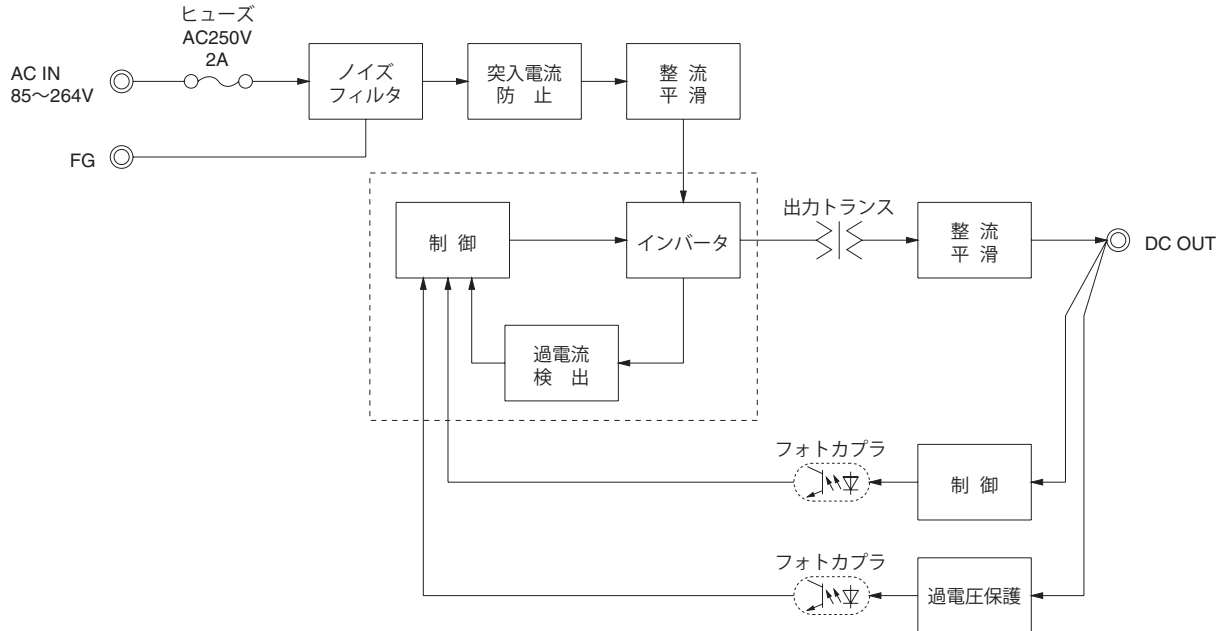 ヒューズ
AC250V
2A
AC IN
85～264V
FG
ノイズ
フィルタ
突入電流
防 止
整 流
平 滑
制 御
インバータ
過電流
検 出
出力トランス
整 流
平 滑
DC OUT
フォトカプラ
制 御
フォトカプラ
過電圧保護